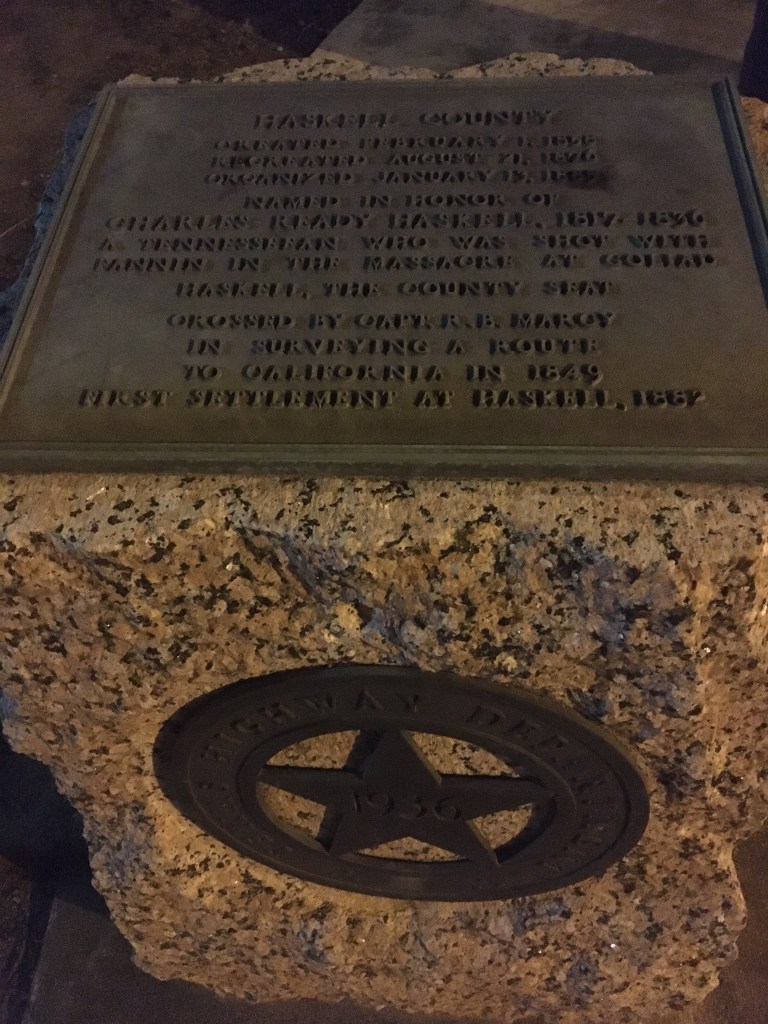 HASKELL COUNTY
CREATED FEBRUARY 1, 1858
RECREATED AUGUST 21, 1876
ORGANIZED JANUARY 13, 1885
NAMED IN HONOR OF
CHARLES READY HASKELL, 1817-1836
A TENNESSEEAN WHO WAS SHOT WITH
FANNIN IN THE MASSACRE AT GOLIAD
HASKELL, THE COUNTY SEAT
CROSSED BY CAPT. R. B. MARCY
IN SURVEYING A ROUTE
TO CALIFORNIA IN 1849
FIRST SETTLEMENT AT HASKELL, 1882
HIGHWAY DEPARTMENT
1936